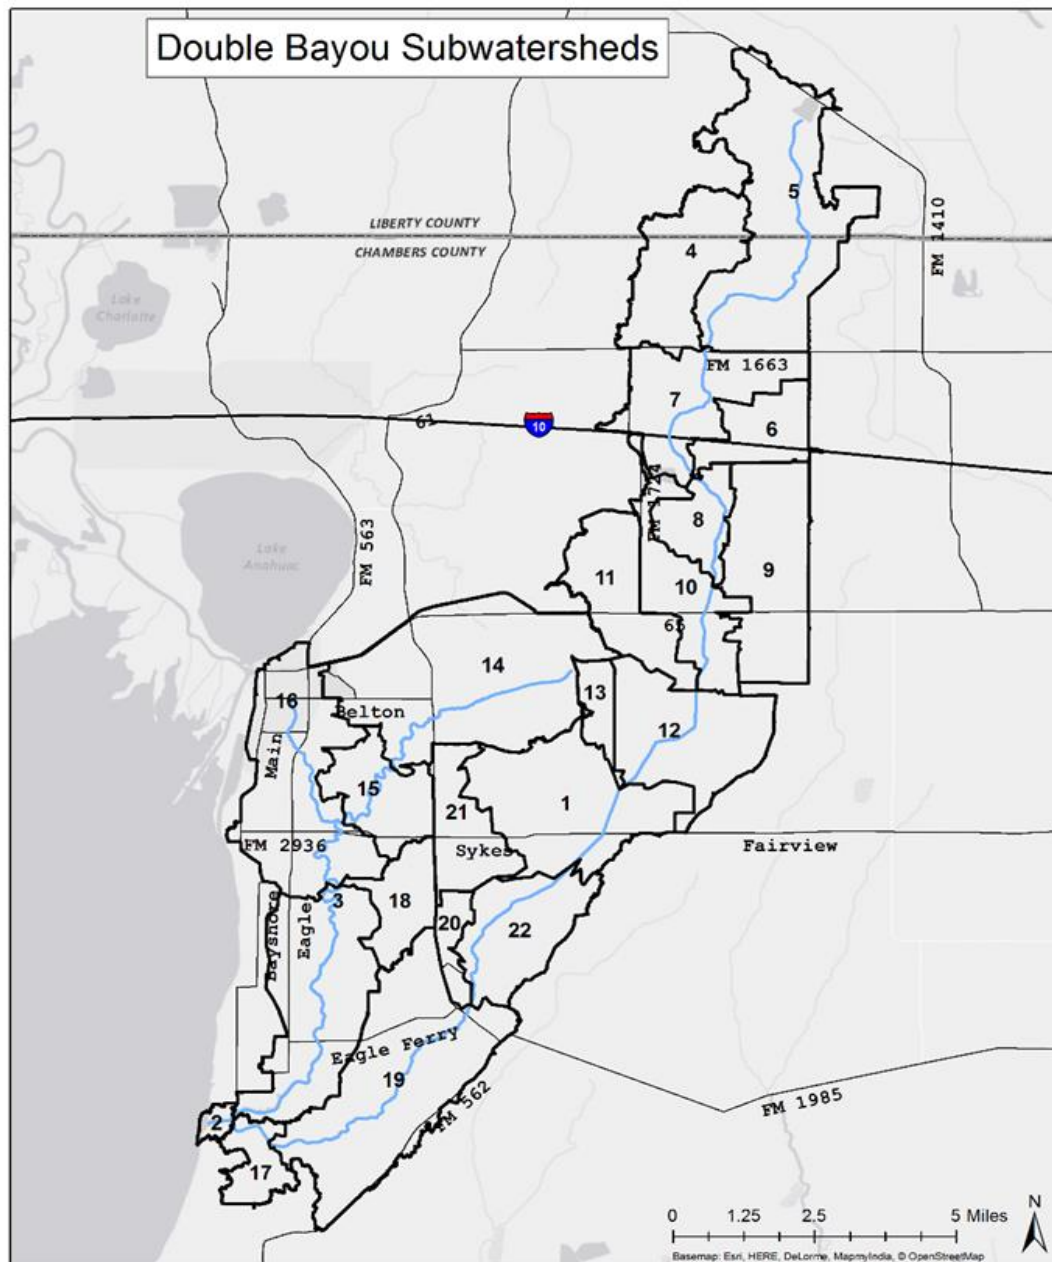 Double Bayou Subwatersheds
5
FM 1410
LIBERTY COUNTY
CHAMBERS COUNTY
4
Lake
Charlotte
FM 1663
7
61
10
6
FM 1724
8
Lake
Anahuac
FM 563
11
10
9
65
14
16
13
Belton
12
Main
15
21
1
FM 2936
Sykes
Fairview
3
18
Bayshore
Eagle
20
22
Eagle Ferry
19
FM 562
FM 1985
2
17
N
0 1.25 2.5 5 Miles
Basemap: Esri, HERE, DeLorme, MapmyIndia, © OpenStreetMap